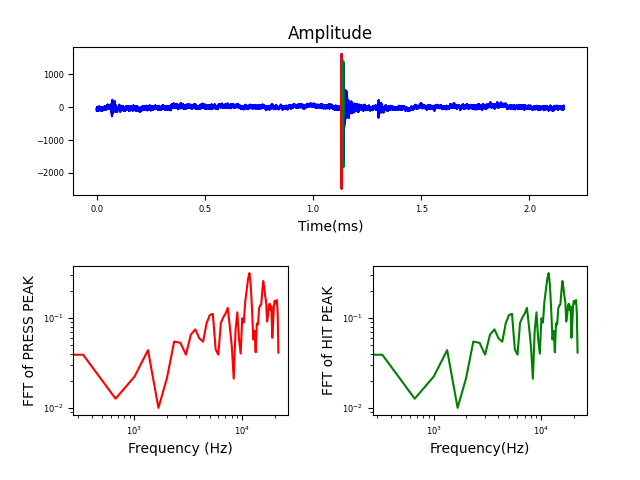 Amplitude
1000
0
−1000
−2000
0.0 0.5 1.0 1.5 2.0
Time(ms)
FFT of PRESS PEAK
10⁻¹
10⁻²
10³ 10⁴
Frequency (Hz)
FFT of HIT PEAK
10⁻¹
10⁻²
10³ 10⁴
Frequency(Hz)